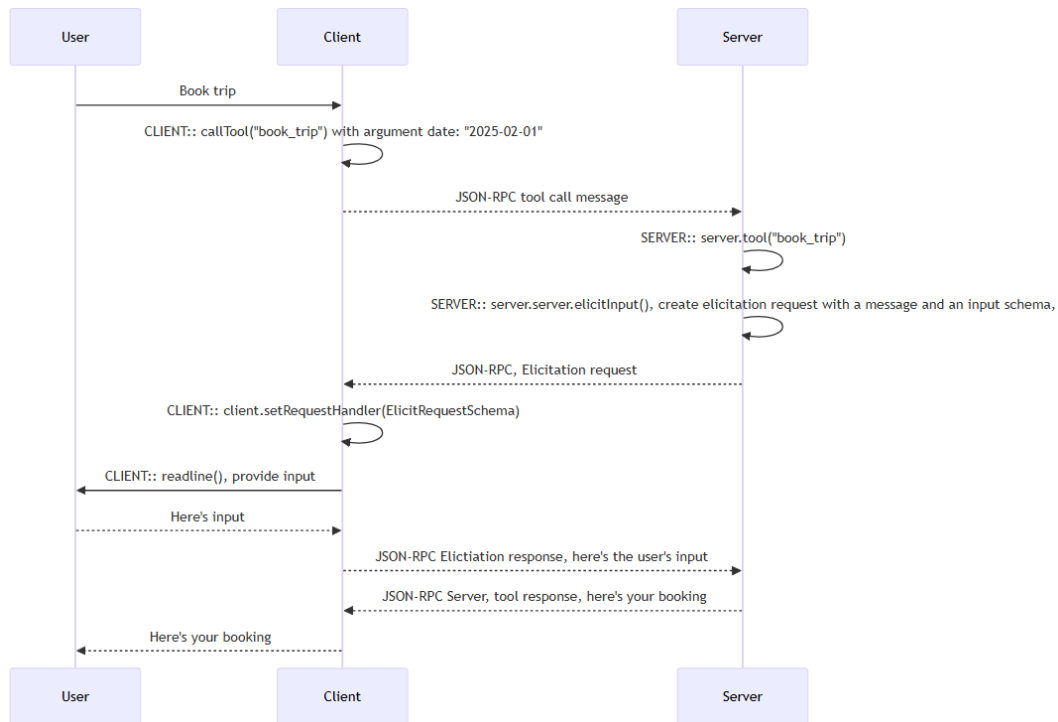 User
Client
Server
Book trip
CLIENT:: callTool("book_trip") with argument date: "2025-02-01"
JSON-RPC tool call message
SERVER:: server.tool("book_trip")
SERVER:: server.server.elicitInput(), create elicitation request with a message and an input schema,
JSON-RPC, Elicitation request
CLIENT:: client.setRequestHandler(ElicitRequestSchema)
CLIENT:: readline(), provide input
Here's input
JSON-RPC Elictiation response, here's the user's input
JSON-RPC Server, tool response, here's your booking
Here's your booking
User
Client
Server